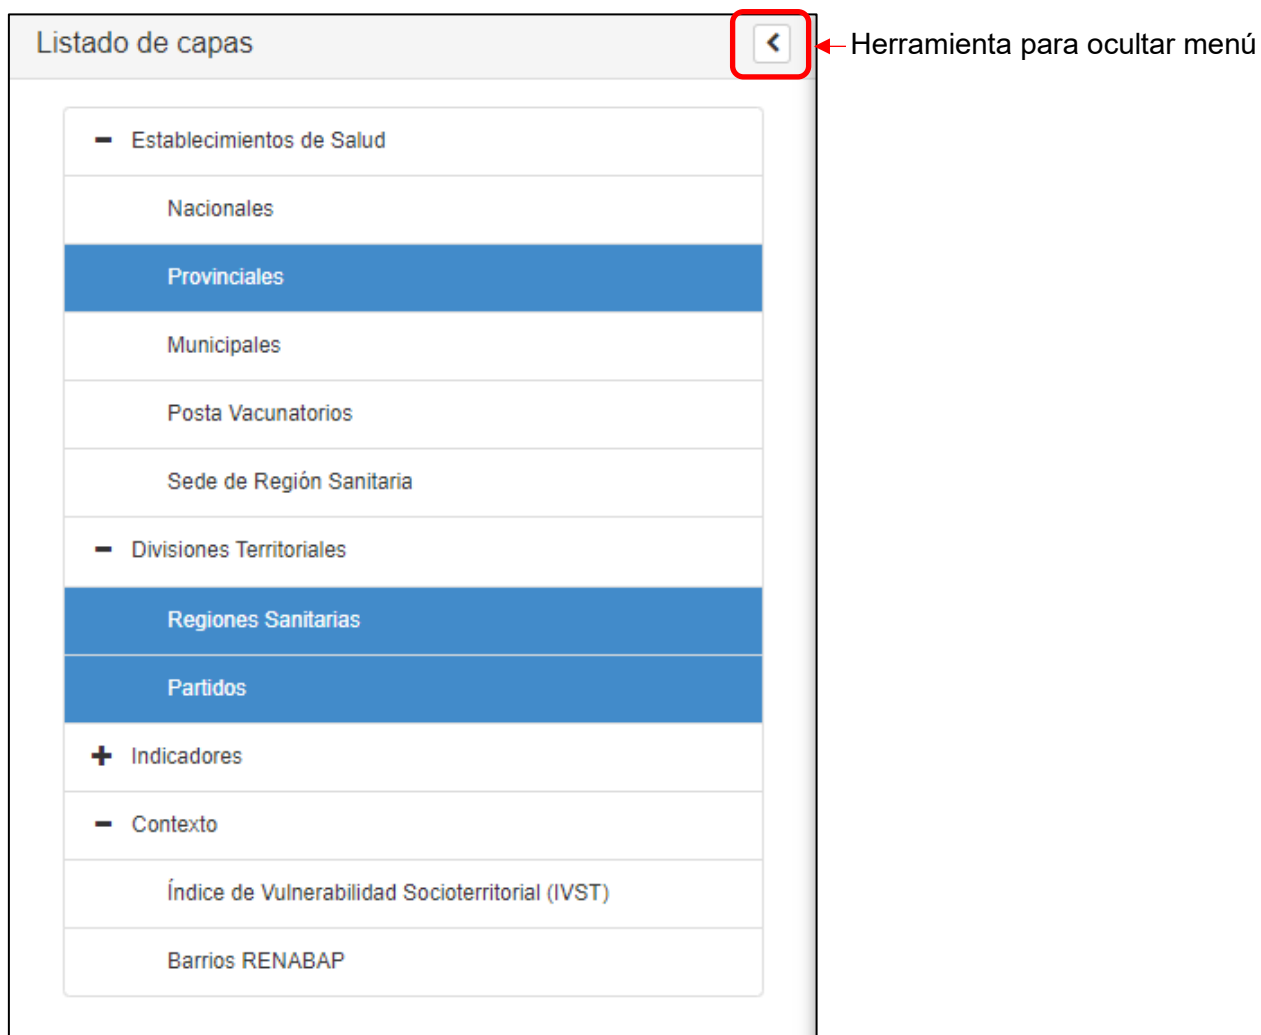 Listado de capas
Herramienta para ocultar menú
Establecimientos de Salud
Nacionales
Provinciales
Municipales
Posta Vacunatorios
Sede de Región Sanitaria
Divisiones Territoriales
Regiones Sanitarias
Partidos
Indicadores
Contexto
Índice de Vulnerabilidad Socioterritorial (IVST)
Barrios RENABAP